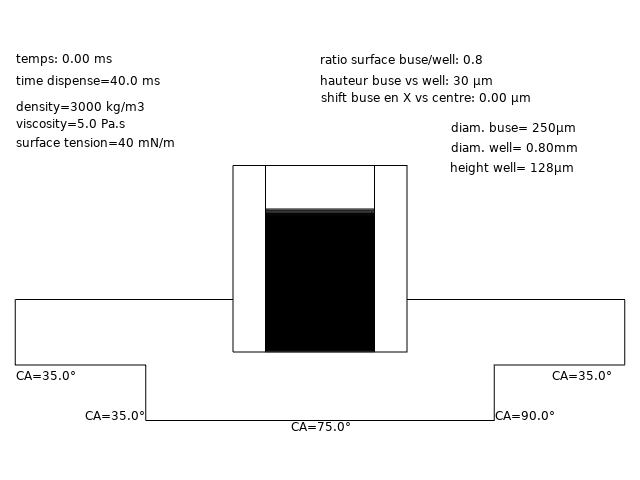 temps: 0.00 ms
time dispense=40.0 ms
density=3000 kg/m3
viscosity=5.0 Pa.s
surface tension=40 mN/m
ratio surface buse/well: 0.8
hauteur buse vs well: 30 µm
shift buse en X vs centre: 0.00 µm
diam. buse= 250µm
diam. well= 0.80mm
height well= 128µm
CA=35.0°
CA=35.0°
CA=35.0°
CA=90.0°
CA=75.0°